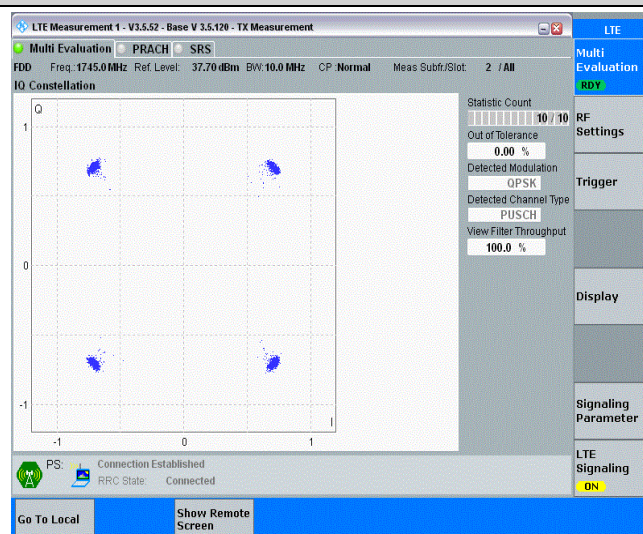 LTE Measurement 1 - V3.5.52 - Base V 3.5.120 - TX Measurement
LTE
Multi Evaluation PRACH SRS
Multi
Evaluation
RDY
FDD Freq.: 1745.0 MHz Ref. Level: 37.70 dBm BW: 10.0 MHz CP : Normal Meas Subfr./Slot: 2 / All
IQ Constellation
Q
1
0
-1
-1 0 1
I
Statistic Count
10 / 10
Out of Tolerance
0.00 %
Detected Modulation
QPSK
Detected Channel Type
PUSCH
View Filter Throughput
100.0 %
RF
Settings
Trigger
Display
Signaling
Parameter
LTE
Signaling
ON
PS: Connection Established
RRC State: Connected
Go To Local
Show Remote
Screen